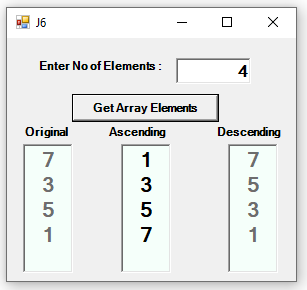 J6
Enter No of Elements : 4
Get Array Elements
Original Ascending Descending
7 1 7
3 3 5
5 5 3
1 7 1